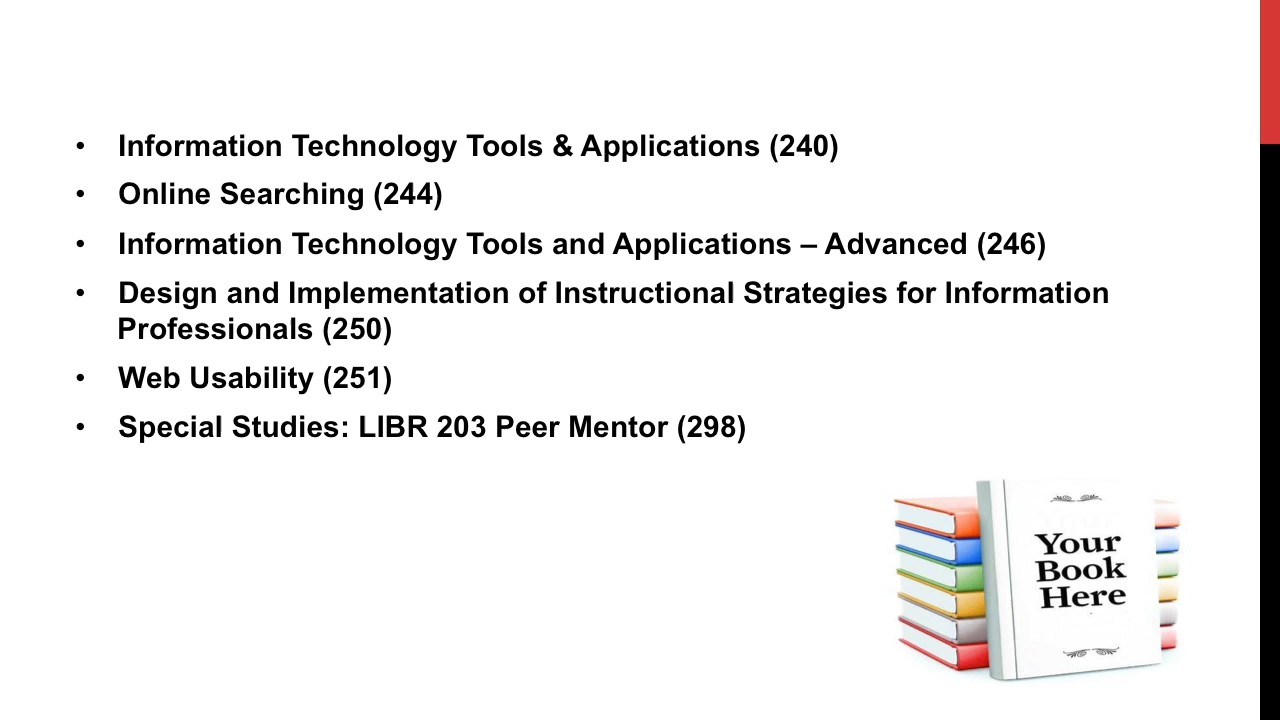 • Information Technology Tools & Applications (240)
• Online Searching (244)
• Information Technology Tools and Applications – Advanced (246)
• Design and Implementation of Instructional Strategies for Information
Professionals (250)
• Web Usability (251)
• Special Studies: LIBR 203 Peer Mentor (298)
Your
Book
Here